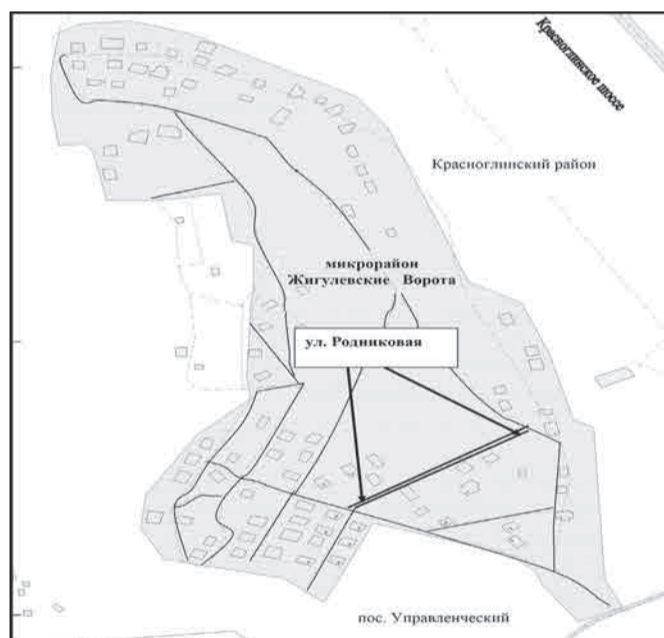 Красноглинское шоссе
Красноглинский район
микрорайон
Жигулевские Ворота
ул. Родниковая
пос. Управленческий